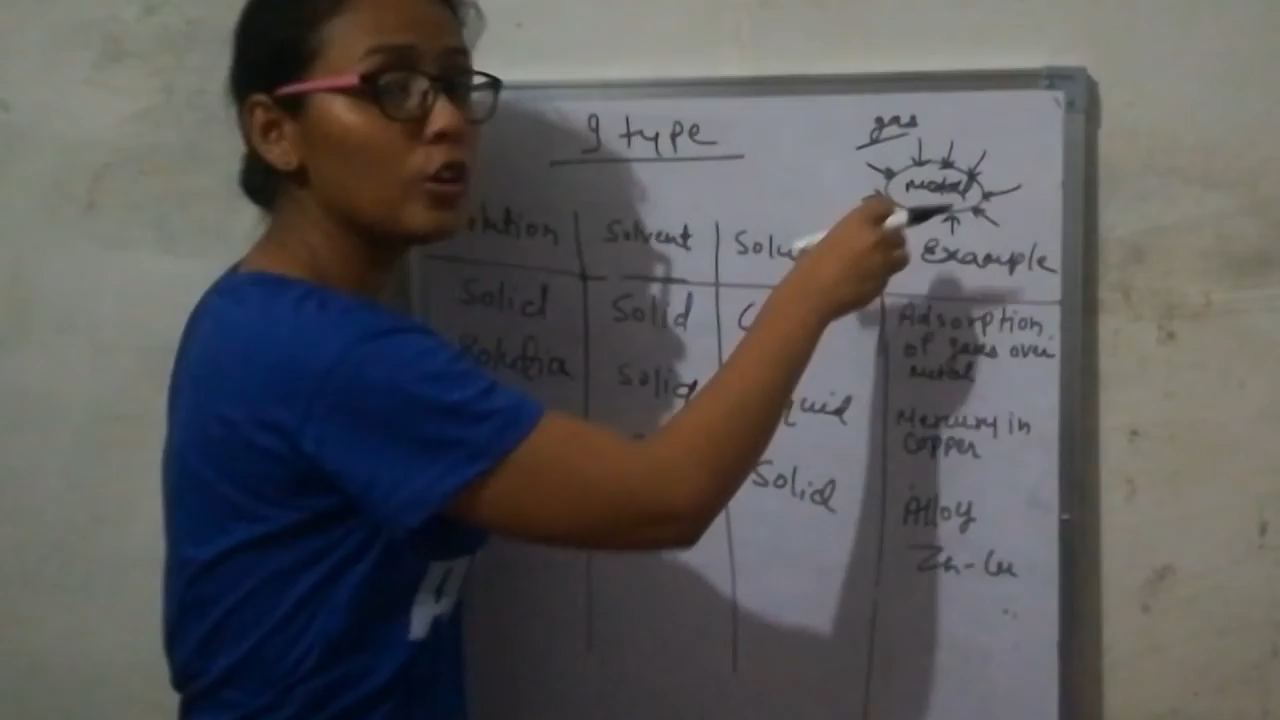 9 type
gas
metal
Solvent
Example
Solid
Solid
Adsorption
of gases over
metal
Solid
Mercury in
Copper
Solid
Alloy
Zn-Cu